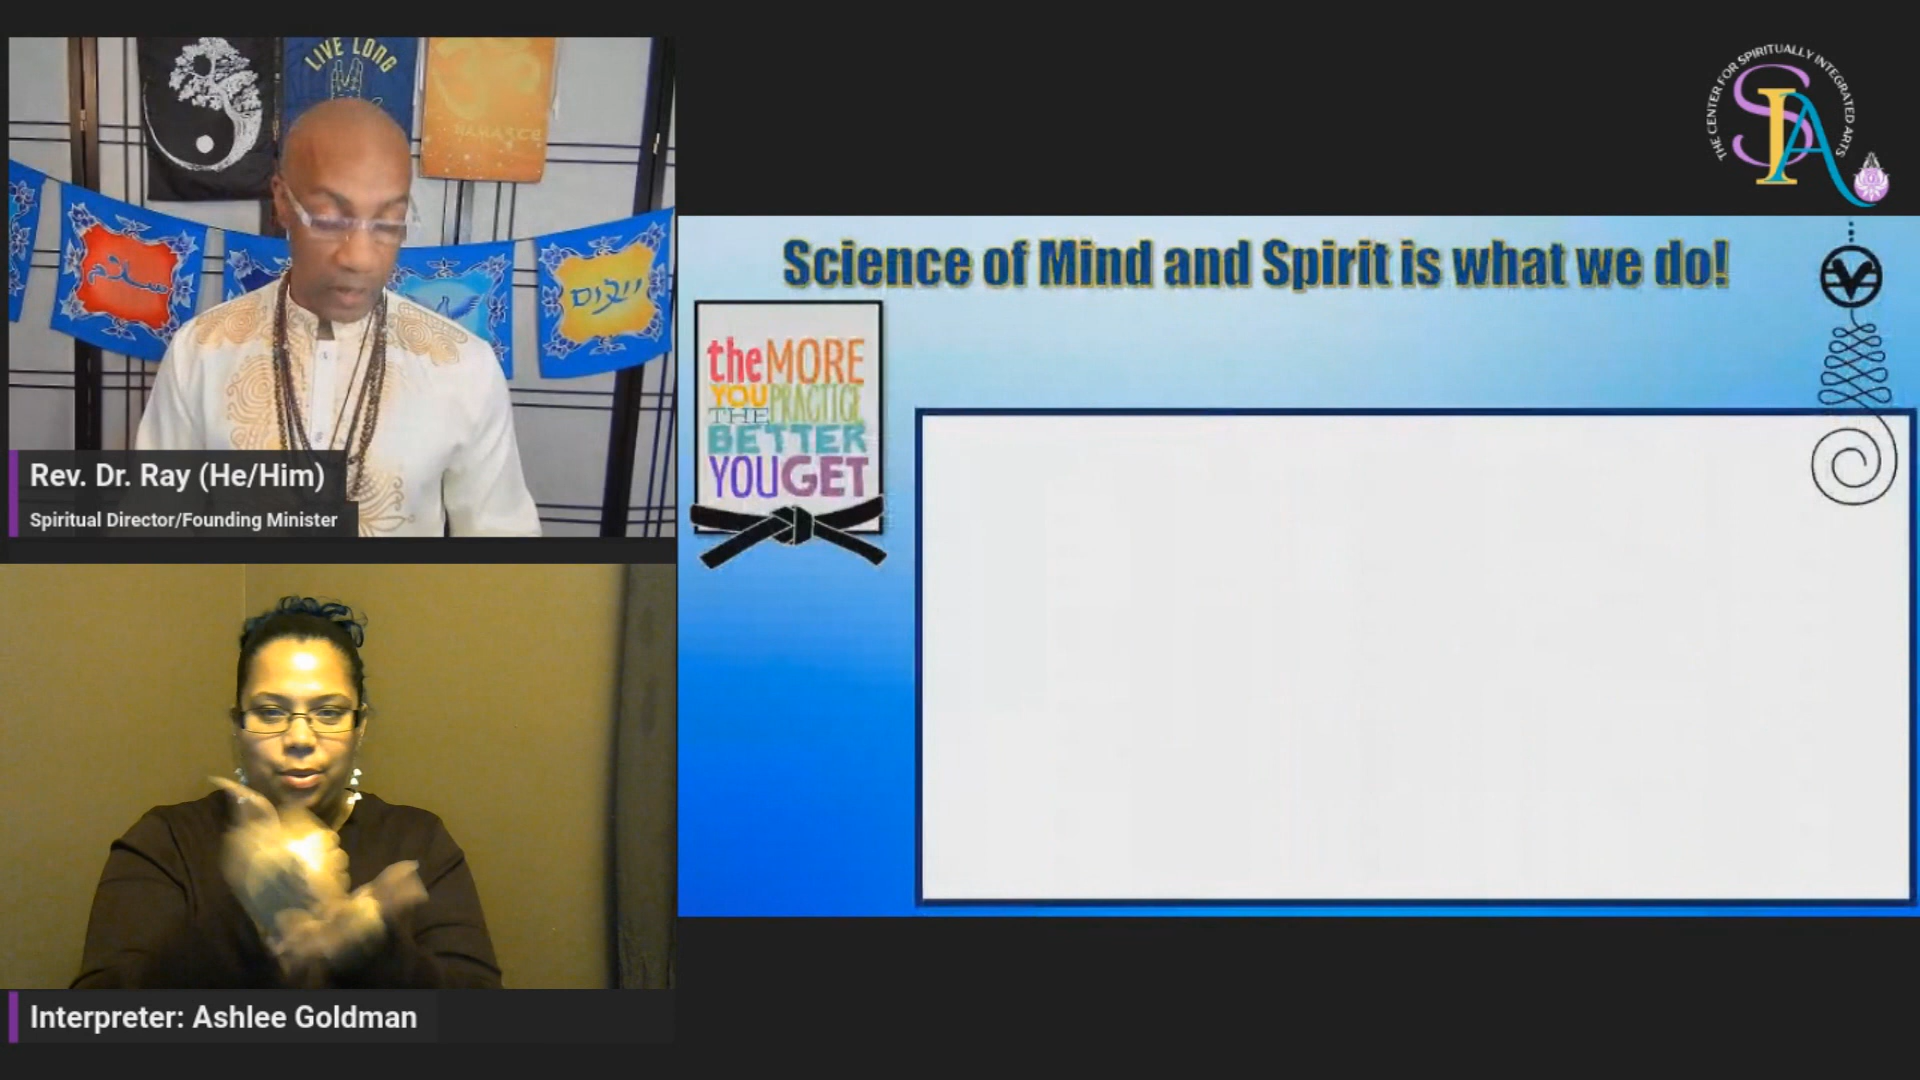 LIVE LONG
NAMASTE
سلام
Rev. Dr. Ray (He/Him)
Spiritual Director/Founding Minister
Interpreter: Ashlee Goldman
THE CENTER FOR SPIRITUALLY INTEGRATED ARTS
SIA
Science of Mind and Spirit is what we do!
the MORE
YOU PRACTICE
THE
BETTER
YOU GET